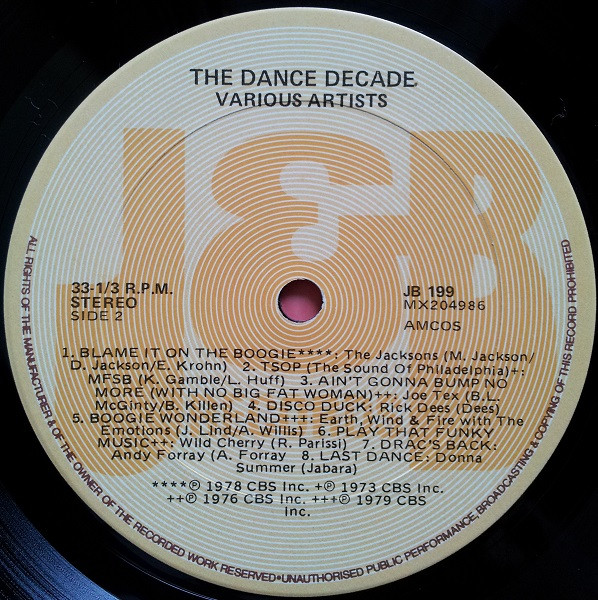 THE DANCE DECADE
VARIOUS ARTISTS
J&B
33-1/3 R.P.M.
STEREO
SIDE 2
JB 199
MX204986
AMCOS
1. BLAME IT ON THE BOOGIE****: The Jacksons (M. Jackson/
D. Jackson/E. Krohn) 2. TSOP (The Sound Of Philadelphia)+:
MFSB (K. Gamble/L. Huff) 3. AIN'T GONNA BUMP NO
MORE (WITH NO BIG FAT WOMAN)++: Joe Tex (B.L.
McGinty/B. Killen) 4. DISCO DUCK: Rick Dees (Dees)
5. BOOGIE WONDERLAND+++: Earth, Wind & Fire with The
Emotions (J. Lind/A. Willis) 6. PLAY THAT FUNKY
MUSIC++: Wild Cherry (R. Parissi) 7. DRAC'S BACK:
Andy Forray (A. Forray 8. LAST DANCE: Donna
Summer (Jabara)
****℗ 1978 CBS Inc. +℗ 1973 CBS Inc.
++℗ 1976 CBS Inc. +++℗ 1979 CBS
Inc.
ALL RIGHTS OF THE MANUFACTURER & OF THE OWNER OF THE RECORDED WORK RESERVED•UNAUTHORISED PUBLIC PERFORMANCE, BROADCASTING & COPYING OF THIS RECORD PROHIBITED